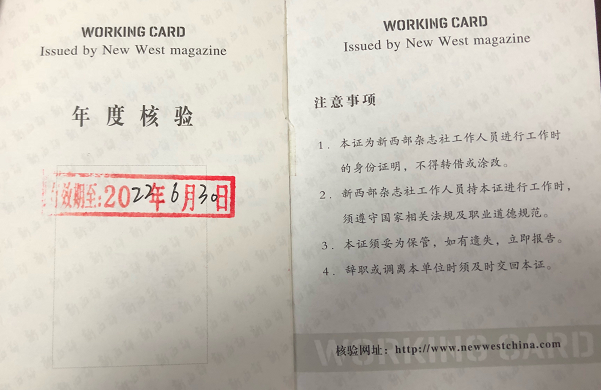 WORKING CARD
Issued by New West magazine
年度核验
有效期至:2022年6月30日
WORKING CARD
Issued by New West magazine
注意事项
1. 本证为新西部杂志社工作人员进行工作时
的身份证明，不得转借或涂改。
2. 新西部杂志社工作人员持本证进行工作时，
须遵守国家相关法规及职业道德规范。
3. 本证须妥为保管，如有遗失，立即报告。
4. 辞职或调离本单位时须及时交回本证。
WORKING CARD
核验网址：http://www.newwestchina.com